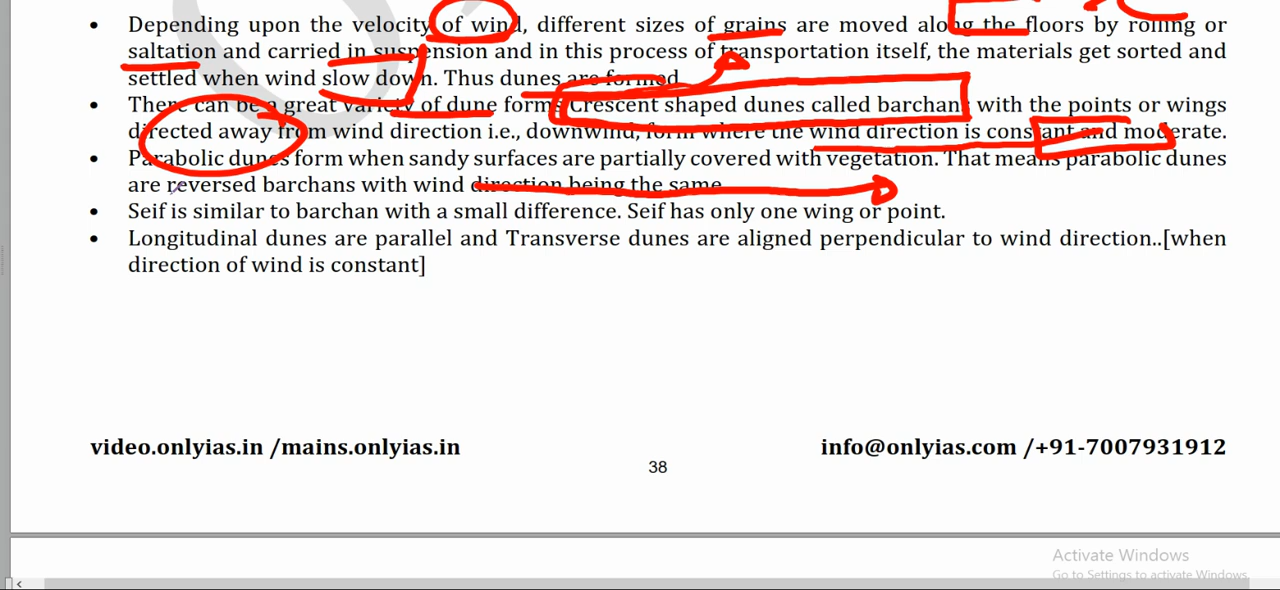 • Depending upon the velocity of wind, different sizes of grains are moved along the floors by rolling or
saltation and carried in suspension and in this process of transportation itself, the materials get sorted and
settled when wind slow down. Thus dunes are formed.
• There can be a great variety of dune forms. Crescent shaped dunes called barchans with the points or wings
directed away from wind direction i.e., downwind, form where the wind direction is constant and moderate.
• Parabolic dunes form when sandy surfaces are partially covered with vegetation. That means parabolic dunes
are reversed barchans with wind direction being the same.
• Seif is similar to barchan with a small difference. Seif has only one wing or point.
• Longitudinal dunes are parallel and Transverse dunes are aligned perpendicular to wind direction..[when
direction of wind is constant]
video.onlyias.in /mains.onlyias.in info@onlyias.com /+91-7007931912
38
Activate Windows
Go to Settings to activate Windows.